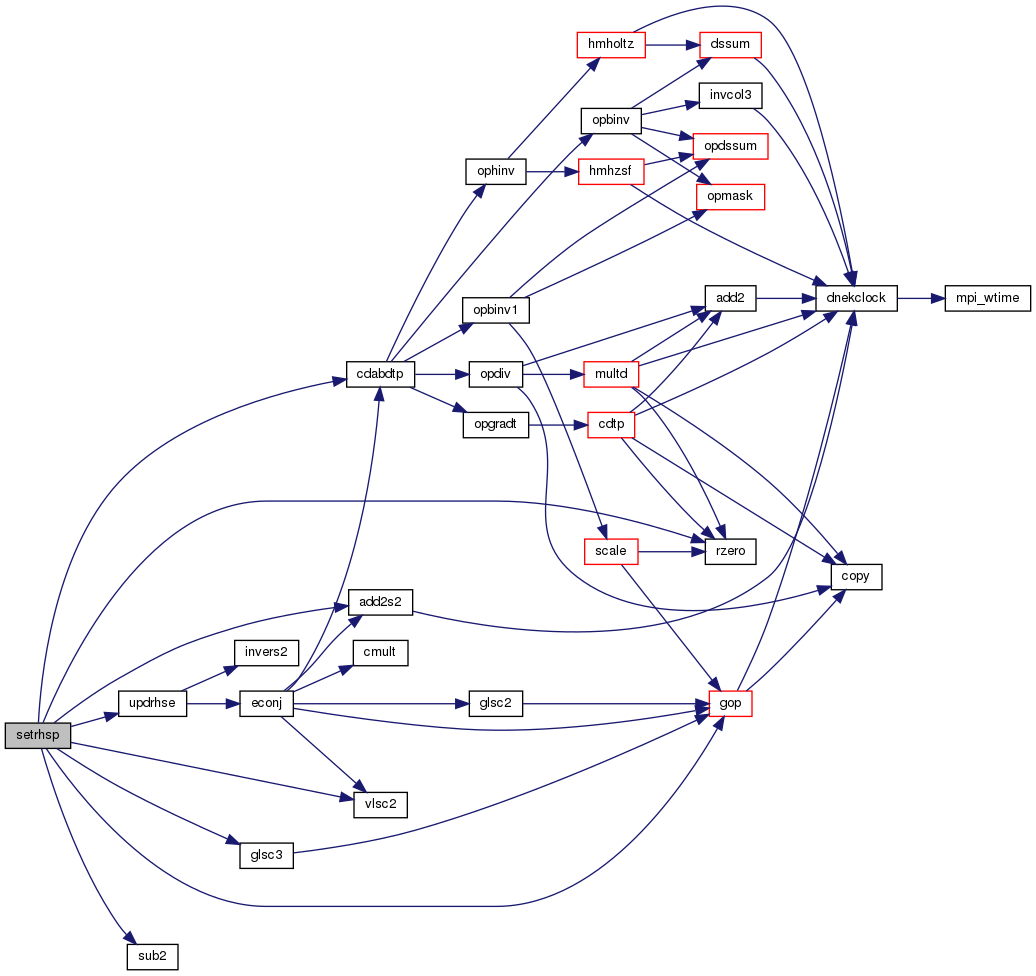 hmholtz
dssum
invcol3
opbinv
opdssum
ophinv
hmhzsf
opmask
add2
dnekclock
mpi_wtime
opbinv1
cdabdtp
opdiv
multd
opgradt
cdtp
scale
rzero
copy
add2s2
invers2
cmult
updrhse
econj
glsc2
gop
setrhsp
vlsc2
glsc3
sub2